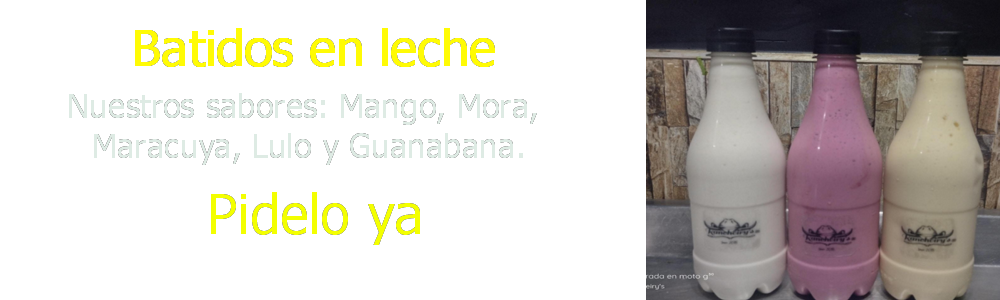 Batidos en leche
Nuestros sabores: Mango, Mora,
Maracuya, Lulo y Guanabana.
Pidelo ya
rada en moto g
eiry's